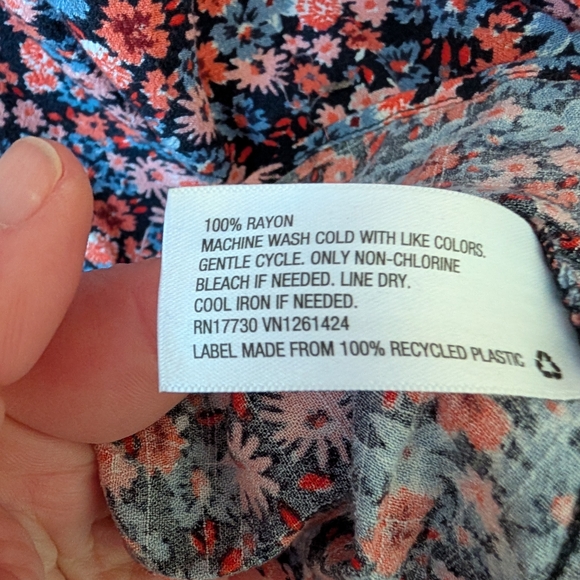 100% RAYON
MACHINE WASH COLD WITH LIKE COLORS.
GENTLE CYCLE. ONLY NON-CHLORINE
BLEACH IF NEEDED. LINE DRY.
COOL IRON IF NEEDED.
RN17730 VN1261424
LABEL MADE FROM 100% RECYCLED PLASTIC